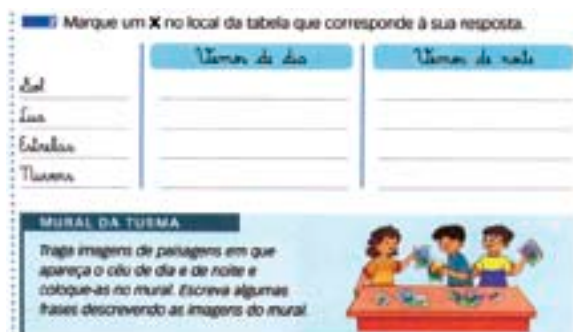 Marque um X no local da tabela que corresponde à sua resposta.
Vemos de dia Vemos de noite
Sol
Lua
Estrelas
Nuvens
MURAL DA TURMA
Traga imagens de paisagens em que
apareça o céu de dia e de noite e
coloque-as no mural. Escreva algumas
frases descrevendo as imagens do mural.